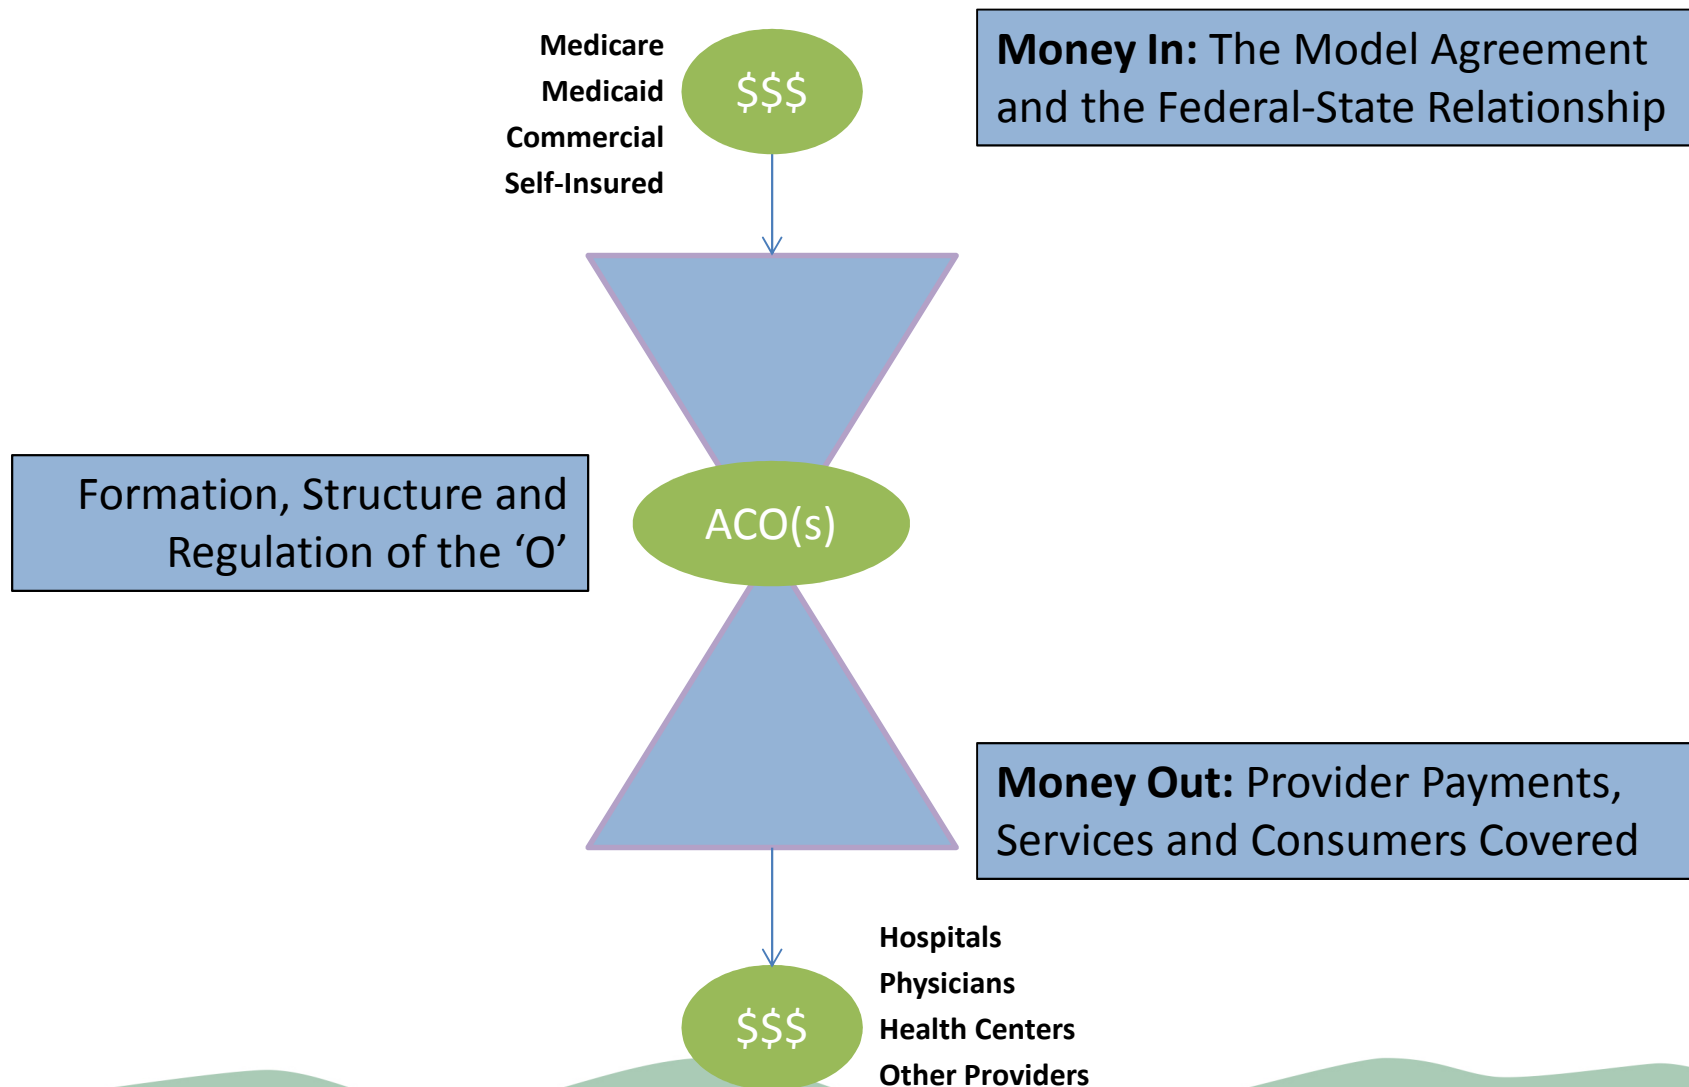 Medicare
Medicaid
Commercial
Self-Insured
$$$
Money In: The Model Agreement
and the Federal-State Relationship
Formation, Structure and
Regulation of the ‘O’
ACO(s)
Money Out: Provider Payments,
Services and Consumers Covered
$$$
Hospitals
Physicians
Health Centers
Other Providers